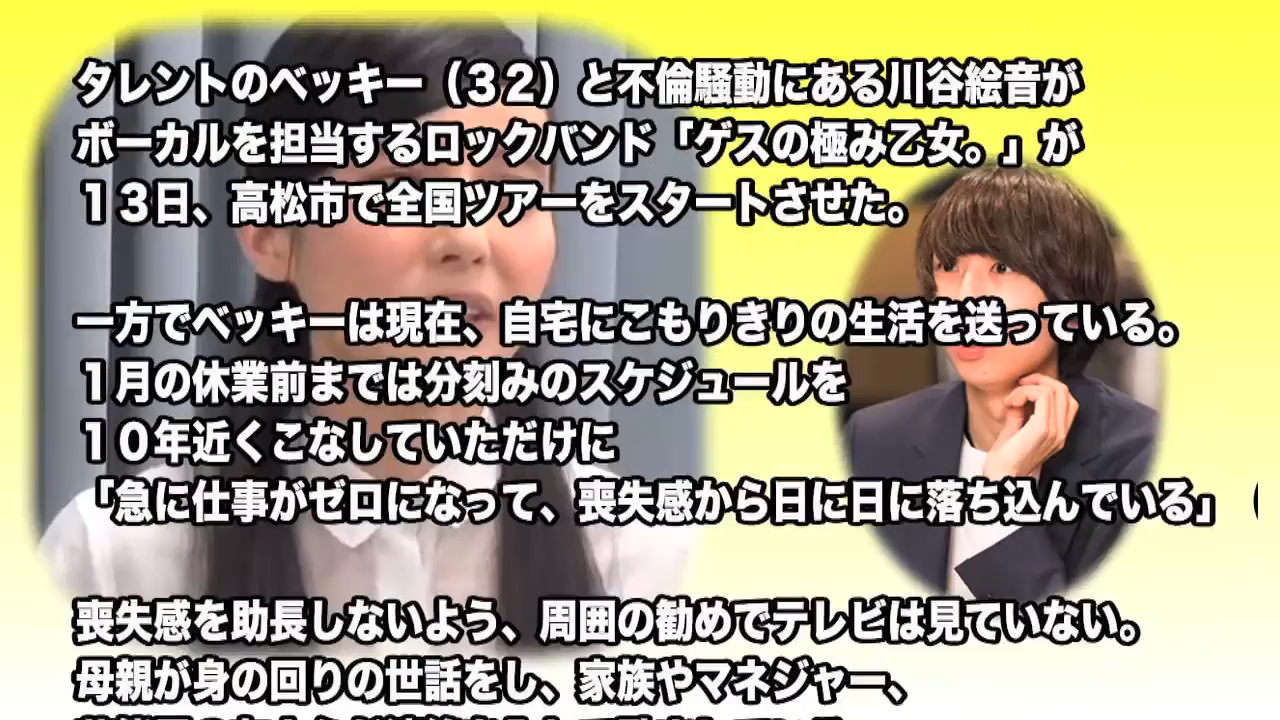 タレントのベッキー（３２）と不倫騒動にある川谷絵音が
ボーカルを担当するロックバンド「ゲスの極み乙女。」が
１３日、高松市で全国ツアーをスタートさせた。
一方でベッキーは現在、自宅にこもりきりの生活を送っている。
１月の休業前までは分刻みのスケジュールを
１０年近くこなしていただけに
「急に仕事がゼロになって、喪失感から日に日に落ち込んでいる」（
喪失感を助長しないよう、周囲の勧めでテレビは見ていない。
母親が身の回りの世話をし、家族やマネジャー、